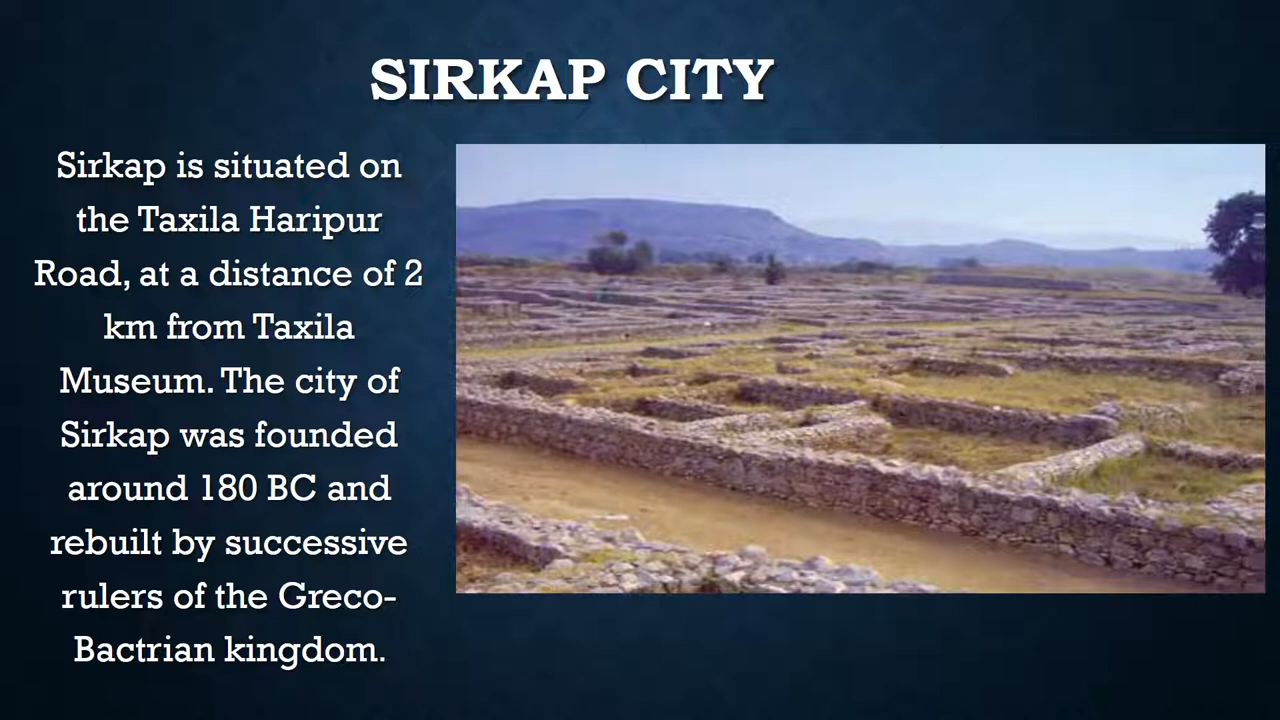 SIRKAP CITY
Sirkap is situated on
the Taxila Haripur
Road, at a distance of 2
km from Taxila
Museum. The city of
Sirkap was founded
around 180 BC and
rebuilt by successive
rulers of the Greco-
Bactrian kingdom.